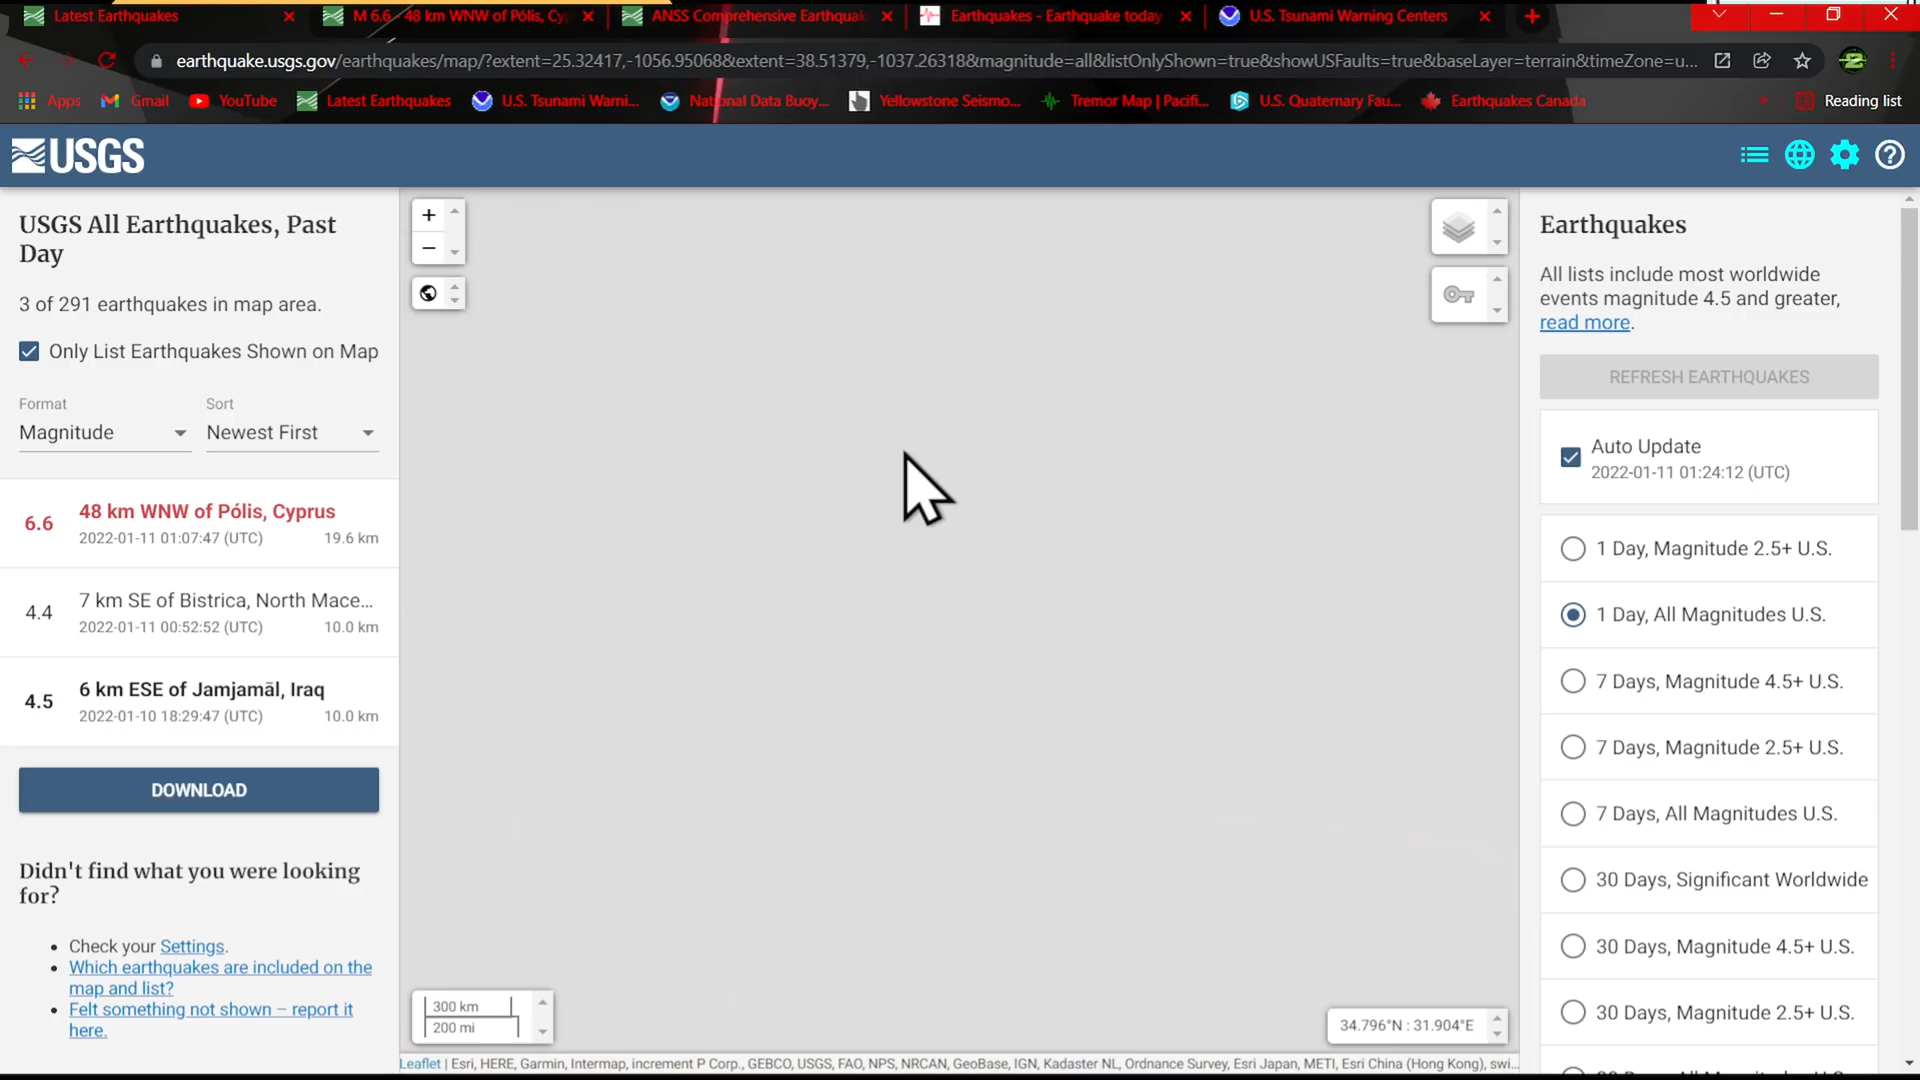 Latest Earthquakes
M 6.6 - 48 km WNW of Pólis, Cy
ANSS Comprehensive Earthqua
Earthquakes - Earthquake today
U.S. Tsunami Warning Centers
earthquake.usgs.gov/earthquakes/map/?extent=25.32417,-1056.95068&extent=38.51379,-1037.26318&magnitude=all&listOnlyShown=true&showUSFaults=true&baseLayer=terrain&timeZone=u...
Apps
Gmail
YouTube
Latest Earthquakes
U.S. Tsunami Warni...
National Data Buoy...
Yellowstone Seismo...
Tremor Map | Pacifi...
U.S. Quaternary Fau...
Earthquakes Canada
Reading list
USGS
USGS All Earthquakes, Past
Day
3 of 291 earthquakes in map area.
Only List Earthquakes Shown on Map
Format
Sort
Magnitude
Newest First
6.6
48 km WNW of Pólis, Cyprus
2022-01-11 01:07:47 (UTC)
19.6 km
4.4
7 km SE of Bistrica, North Mace...
2022-01-11 00:52:52 (UTC)
10.0 km
4.5
6 km ESE of Jamjamāl, Iraq
2022-01-10 18:29:47 (UTC)
10.0 km
DOWNLOAD
Didn't find what you were looking
for?
Check your Settings.
Which earthquakes are included on the
map and list?
Felt something not shown – report it
here.
+
−
300 km
200 mi
34.796°N : 31.904°E
Leaflet | Esri, HERE, Garmin, Intermap, increment P Corp., GEBCO, USGS, FAO, NPS, NRCAN, GeoBase, IGN, Kadaster NL, Ordnance Survey, Esri Japan, METI, Esri China (Hong Kong), swi...
Earthquakes
All lists include most worldwide
events magnitude 4.5 and greater,
read more.
REFRESH EARTHQUAKES
Auto Update
2022-01-11 01:24:12 (UTC)
1 Day, Magnitude 2.5+ U.S.
1 Day, All Magnitudes U.S.
7 Days, Magnitude 4.5+ U.S.
7 Days, Magnitude 2.5+ U.S.
7 Days, All Magnitudes U.S.
30 Days, Significant Worldwide
30 Days, Magnitude 4.5+ U.S.
30 Days, Magnitude 2.5+ U.S.